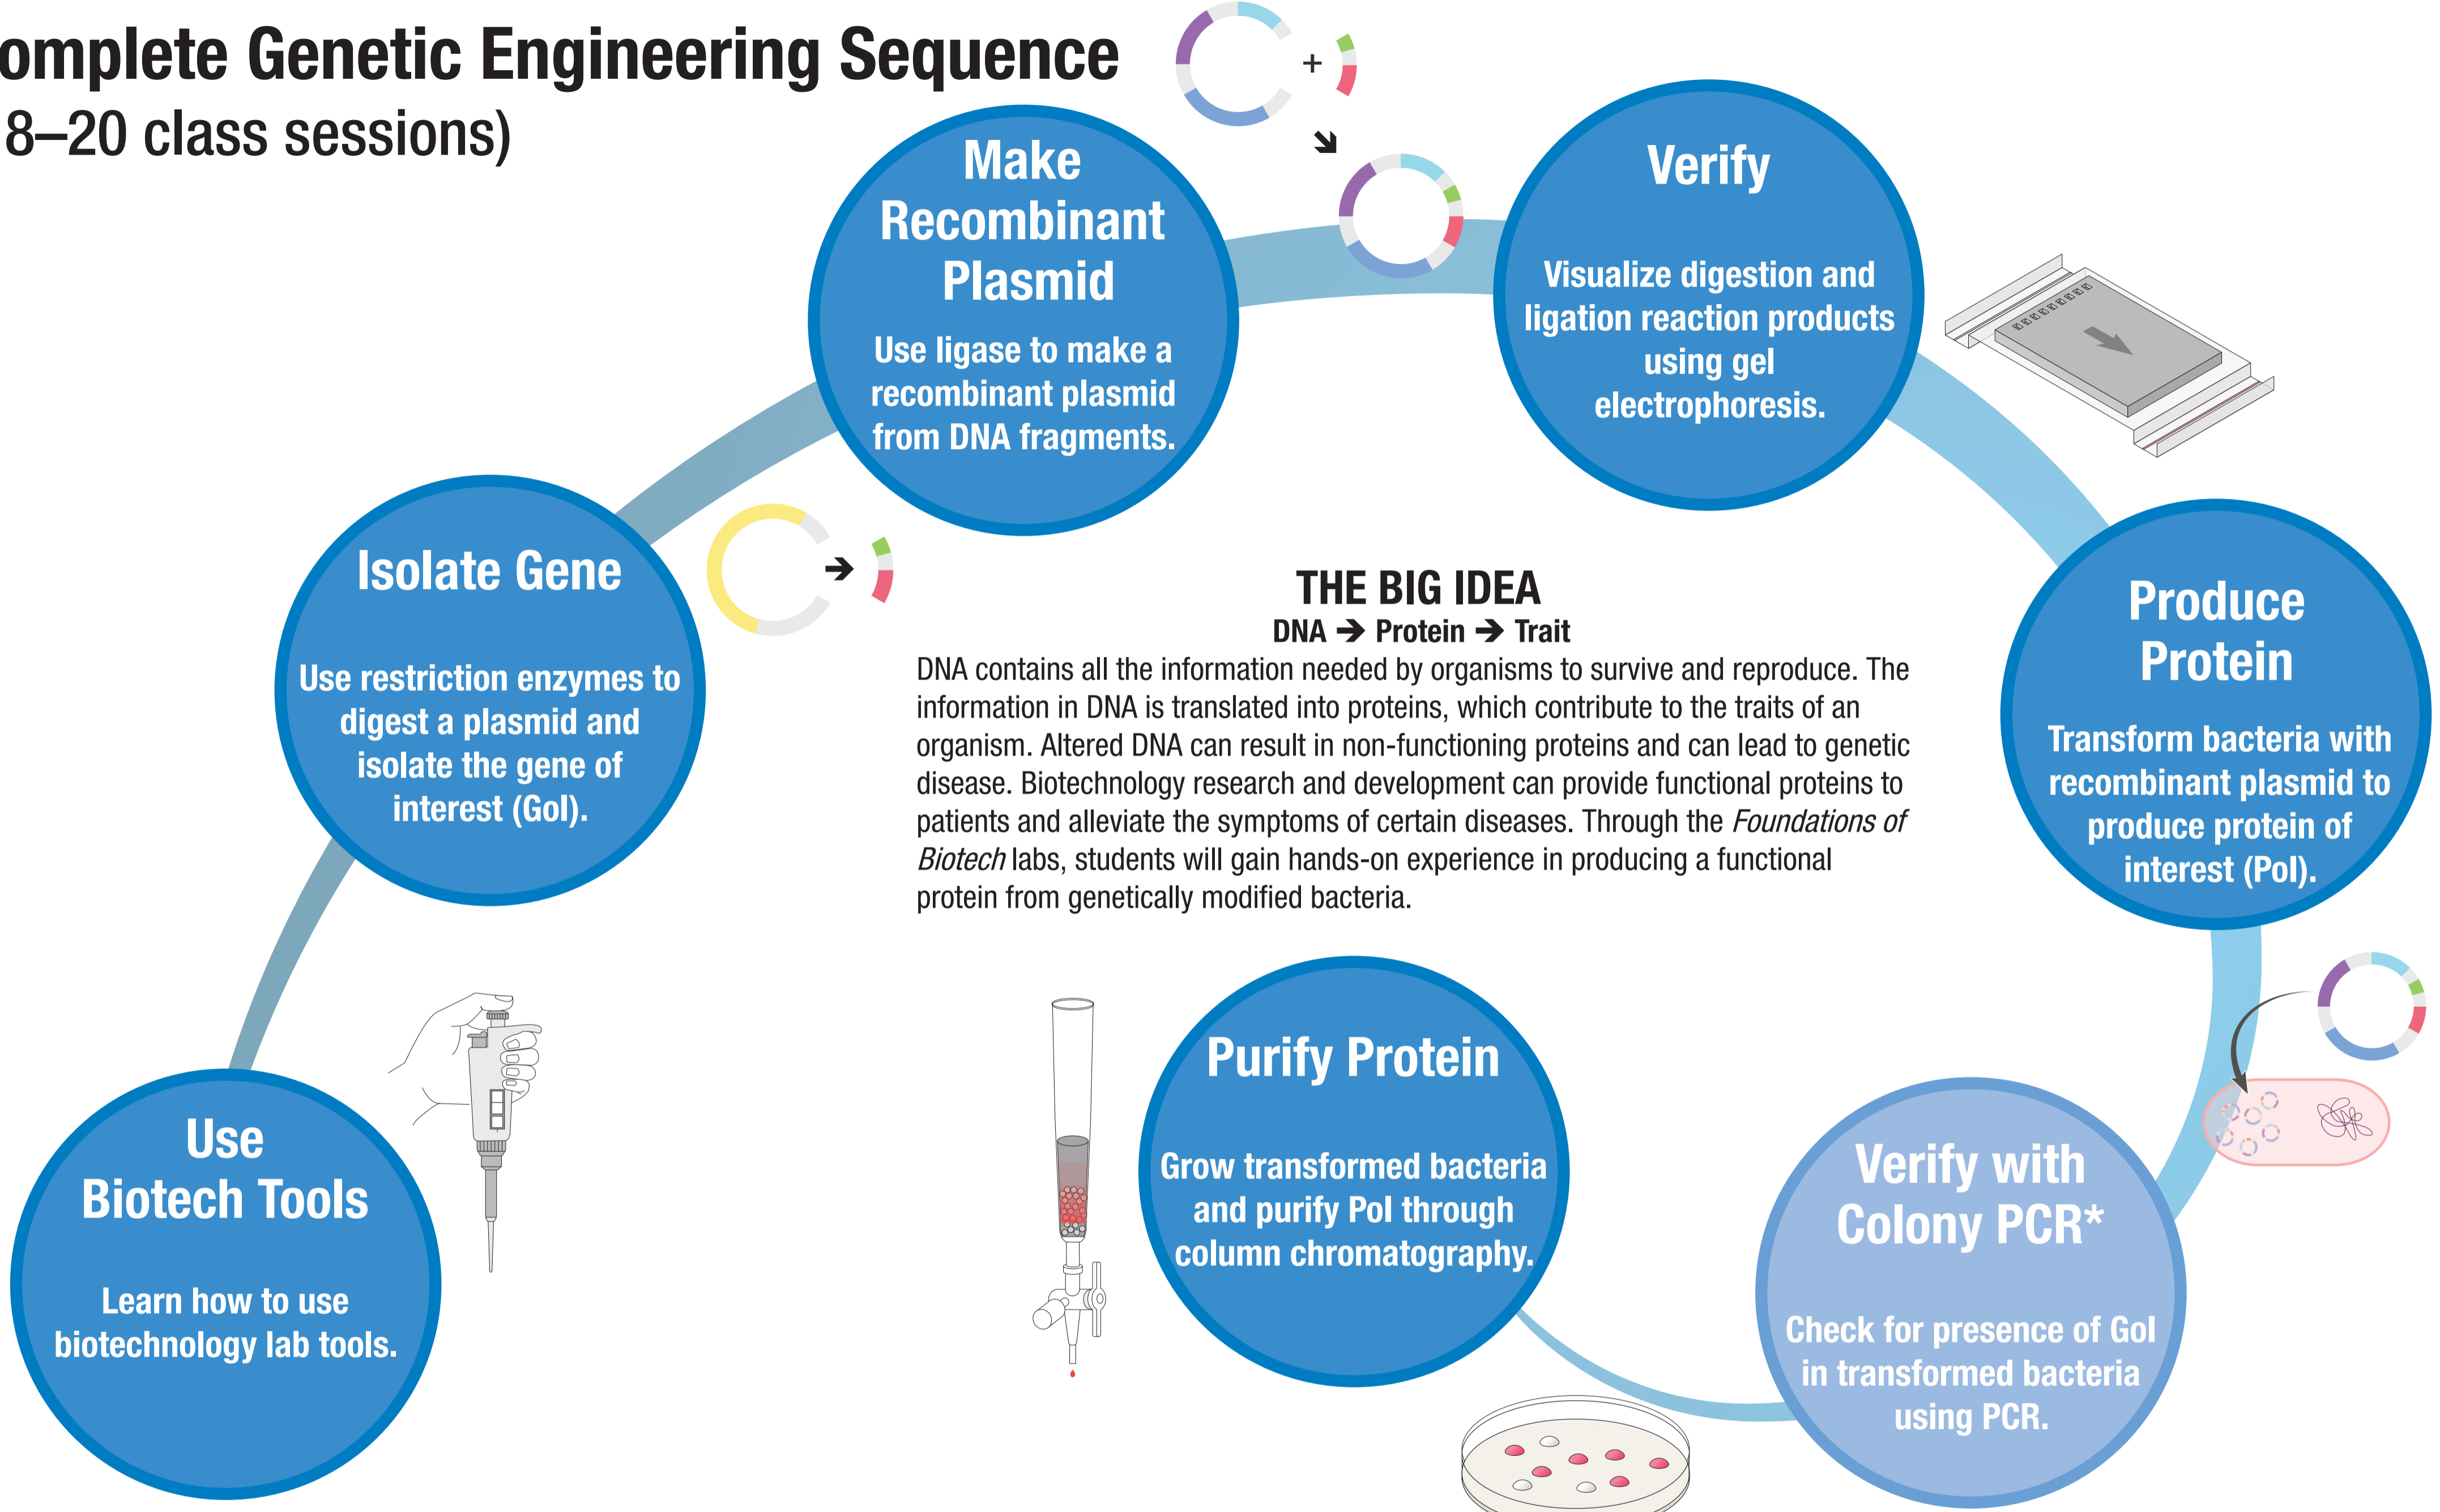 omplete Genetic Engineering Sequence
8–20 class sessions)
Use
Biotech Tools
Learn how to use
biotechnology lab tools.
Isolate Gene
Use restriction enzymes to
digest a plasmid and
isolate the gene of
interest (GoI).
Make
Recombinant
Plasmid
Use ligase to make a
recombinant plasmid
from DNA fragments.
+
Verify
Visualize digestion and
ligation reaction products
using gel
electrophoresis.
Produce
Protein
Transform bacteria with
recombinant plasmid to
produce protein of
interest (PoI).
Verify with
Colony PCR*
Check for presence of GoI
in transformed bacteria
using PCR.
Purify Protein
Grow transformed bacteria
and purify PoI through
column chromatography.
THE BIG IDEA
DNA ➔ Protein ➔ Trait
DNA contains all the information needed by organisms to survive and reproduce. The
information in DNA is translated into proteins, which contribute to the traits of an
organism. Altered DNA can result in non-functioning proteins and can lead to genetic
disease. Biotechnology research and development can provide functional proteins to
patients and alleviate the symptoms of certain diseases. Through the Foundations of
Biotech labs, students will gain hands-on experience in producing a functional
protein from genetically modified bacteria.